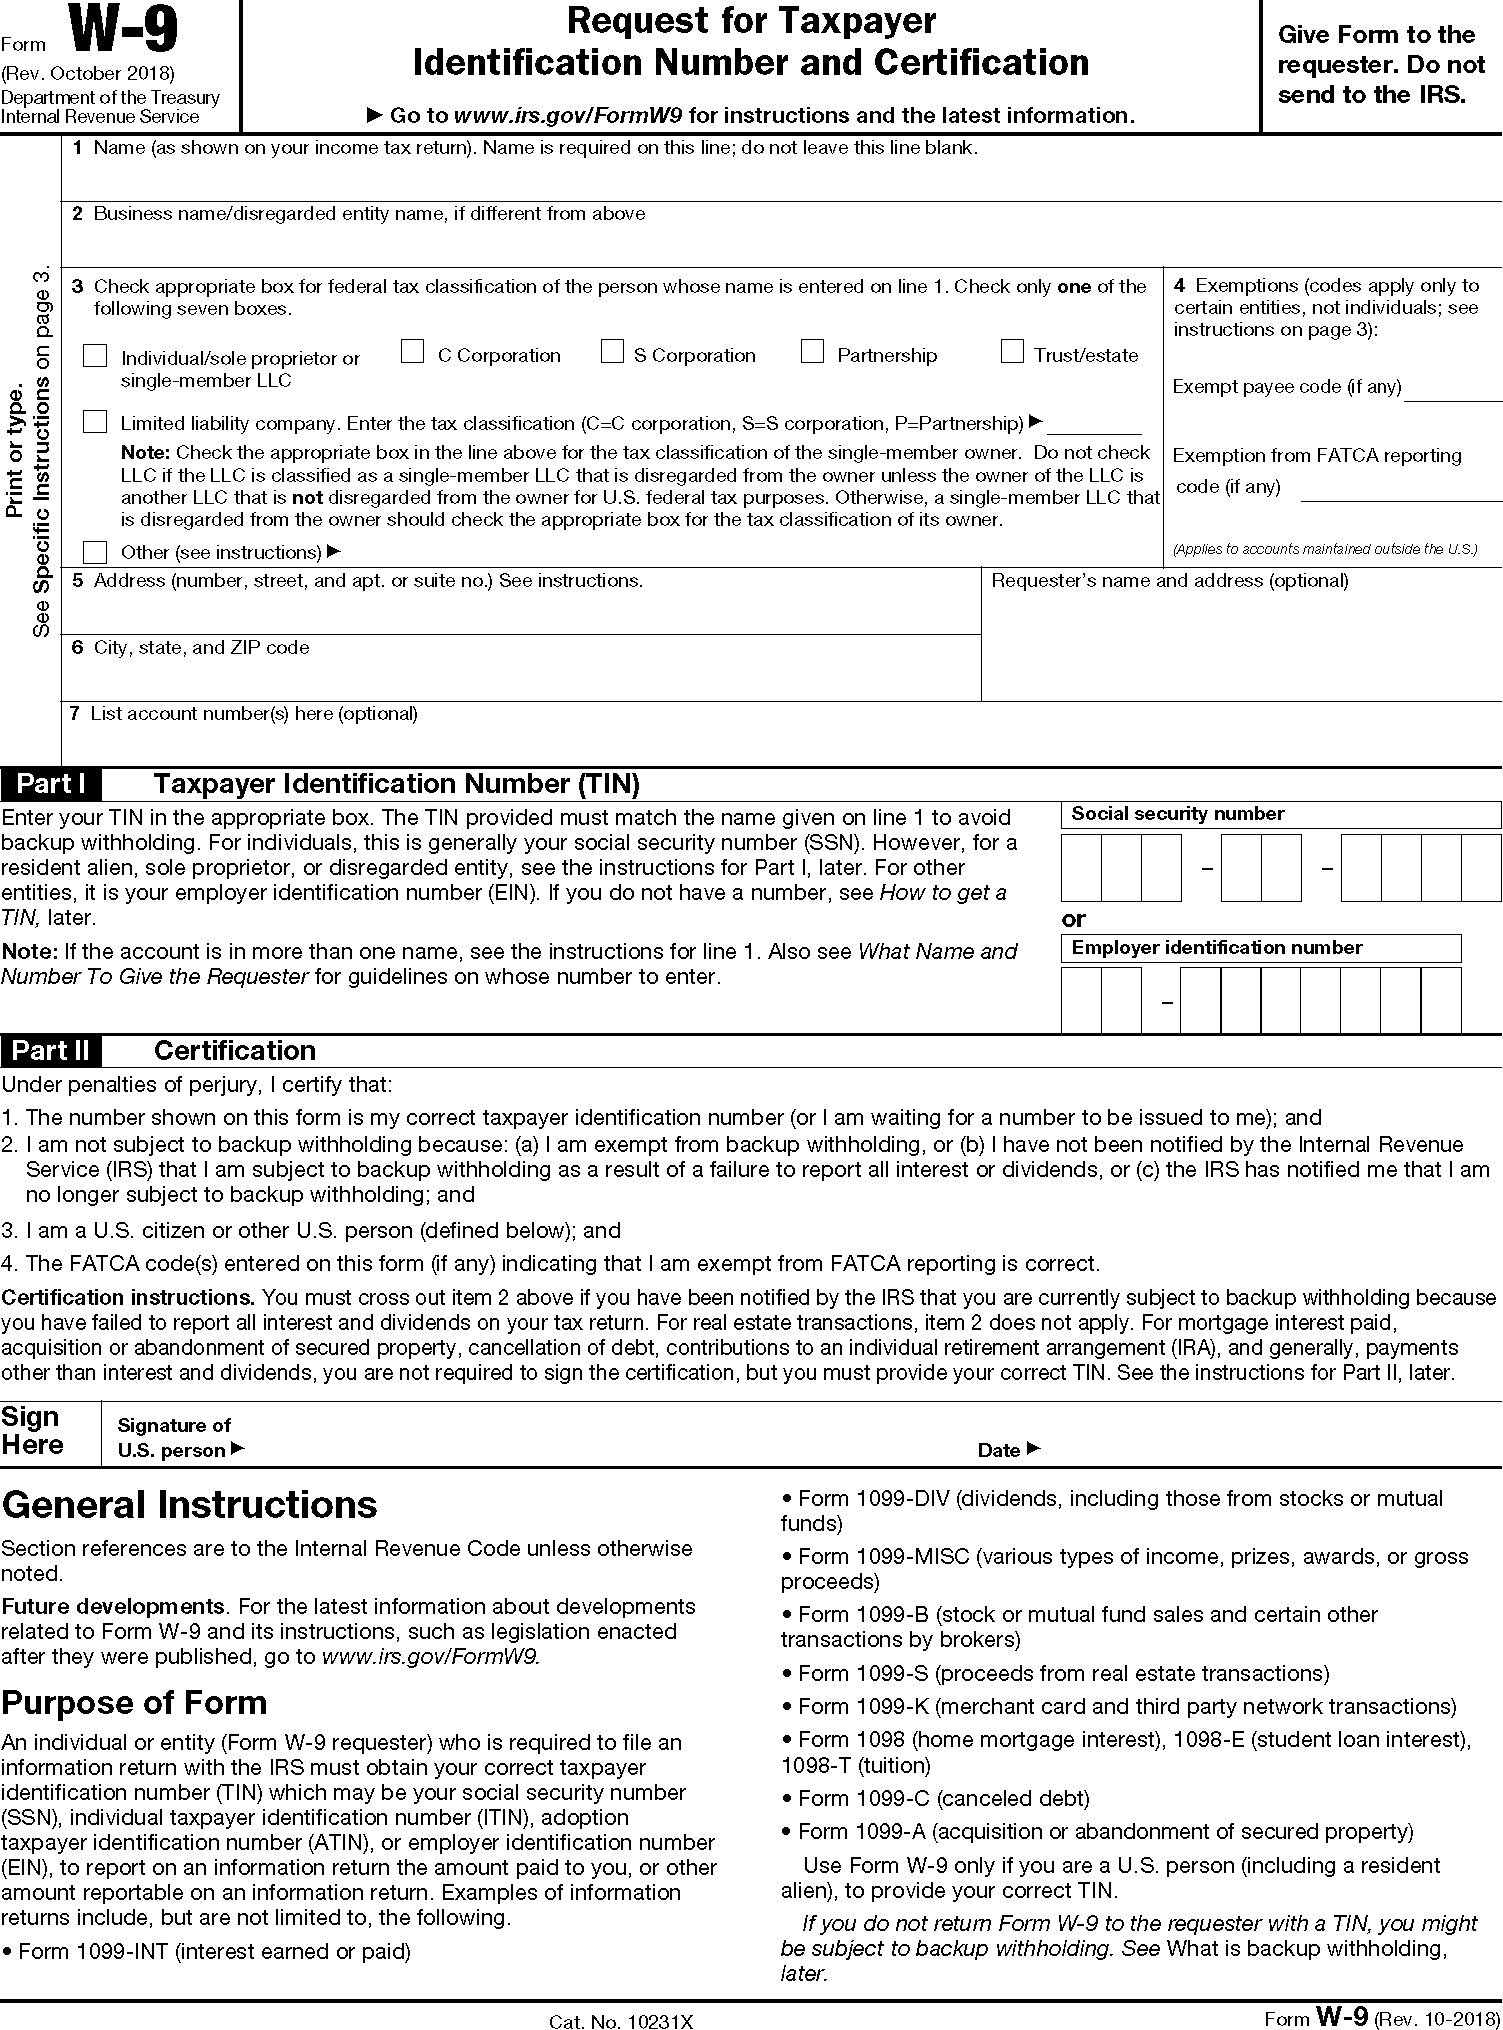 Form W-9
(Rev. October 2018)
Department of the Treasury
Internal Revenue Service
Request for Taxpayer
Identification Number and Certification
▶ Go to www.irs.gov/FormW9 for instructions and the latest information.
Give Form to the
requester. Do not
send to the IRS.
Print or type.
See Specific Instructions on page 3.
1 Name (as shown on your income tax return). Name is required on this line; do not leave this line blank.
2 Business name/disregarded entity name, if different from above
3 Check appropriate box for federal tax classification of the person whose name is entered on line 1. Check only one of the
following seven boxes.
Individual/sole proprietor or
single-member LLC
C Corporation
S Corporation
Partnership
Trust/estate
Limited liability company. Enter the tax classification (C=C corporation, S=S corporation, P=Partnership) ▶
Note: Check the appropriate box in the line above for the tax classification of the single-member owner. Do not check
LLC if the LLC is classified as a single-member LLC that is disregarded from the owner unless the owner of the LLC is
another LLC that is not disregarded from the owner for U.S. federal tax purposes. Otherwise, a single-member LLC that
is disregarded from the owner should check the appropriate box for the tax classification of its owner.
Other (see instructions) ▶
4 Exemptions (codes apply only to
certain entities, not individuals; see
instructions on page 3):
Exempt payee code (if any)
Exemption from FATCA reporting
code (if any)
(Applies to accounts maintained outside the U.S.)
5 Address (number, street, and apt. or suite no.) See instructions.
Requester's name and address (optional)
6 City, state, and ZIP code
7 List account number(s) here (optional)
Part I Taxpayer Identification Number (TIN)
Enter your TIN in the appropriate box. The TIN provided must match the name given on line 1 to avoid
backup withholding. For individuals, this is generally your social security number (SSN). However, for a
resident alien, sole proprietor, or disregarded entity, see the instructions for Part I, later. For other
entities, it is your employer identification number (EIN). If you do not have a number, see How to get a
TIN, later.
Note: If the account is in more than one name, see the instructions for line 1. Also see What Name and
Number To Give the Requester for guidelines on whose number to enter.
Social security number
– –
or
Employer identification number
–
Part II Certification
Under penalties of perjury, I certify that:
1. The number shown on this form is my correct taxpayer identification number (or I am waiting for a number to be issued to me); and
2. I am not subject to backup withholding because: (a) I am exempt from backup withholding, or (b) I have not been notified by the Internal Revenue
Service (IRS) that I am subject to backup withholding as a result of a failure to report all interest or dividends, or (c) the IRS has notified me that I am
no longer subject to backup withholding; and
3. I am a U.S. citizen or other U.S. person (defined below); and
4. The FATCA code(s) entered on this form (if any) indicating that I am exempt from FATCA reporting is correct.
Certification instructions. You must cross out item 2 above if you have been notified by the IRS that you are currently subject to backup withholding because
you have failed to report all interest and dividends on your tax return. For real estate transactions, item 2 does not apply. For mortgage interest paid,
acquisition or abandonment of secured property, cancellation of debt, contributions to an individual retirement arrangement (IRA), and generally, payments
other than interest and dividends, you are not required to sign the certification, but you must provide your correct TIN. See the instructions for Part II, later.
Sign
Here
Signature of
U.S. person ▶
Date ▶
General Instructions
Section references are to the Internal Revenue Code unless otherwise
noted.
Future developments. For the latest information about developments
related to Form W-9 and its instructions, such as legislation enacted
after they were published, go to www.irs.gov/FormW9.
Purpose of Form
An individual or entity (Form W-9 requester) who is required to file an
information return with the IRS must obtain your correct taxpayer
identification number (TIN) which may be your social security number
(SSN), individual taxpayer identification number (ITIN), adoption
taxpayer identification number (ATIN), or employer identification number
(EIN), to report on an information return the amount paid to you, or other
amount reportable on an information return. Examples of information
returns include, but are not limited to, the following.
• Form 1099-INT (interest earned or paid)
• Form 1099-DIV (dividends, including those from stocks or mutual
funds)
• Form 1099-MISC (various types of income, prizes, awards, or gross
proceeds)
• Form 1099-B (stock or mutual fund sales and certain other
transactions by brokers)
• Form 1099-S (proceeds from real estate transactions)
• Form 1099-K (merchant card and third party network transactions)
• Form 1098 (home mortgage interest), 1098-E (student loan interest),
1098-T (tuition)
• Form 1099-C (canceled debt)
• Form 1099-A (acquisition or abandonment of secured property)
Use Form W-9 only if you are a U.S. person (including a resident
alien), to provide your correct TIN.
If you do not return Form W-9 to the requester with a TIN, you might
be subject to backup withholding. See What is backup withholding,
later.
Cat. No. 10231X
Form W-9 (Rev. 10-2018)